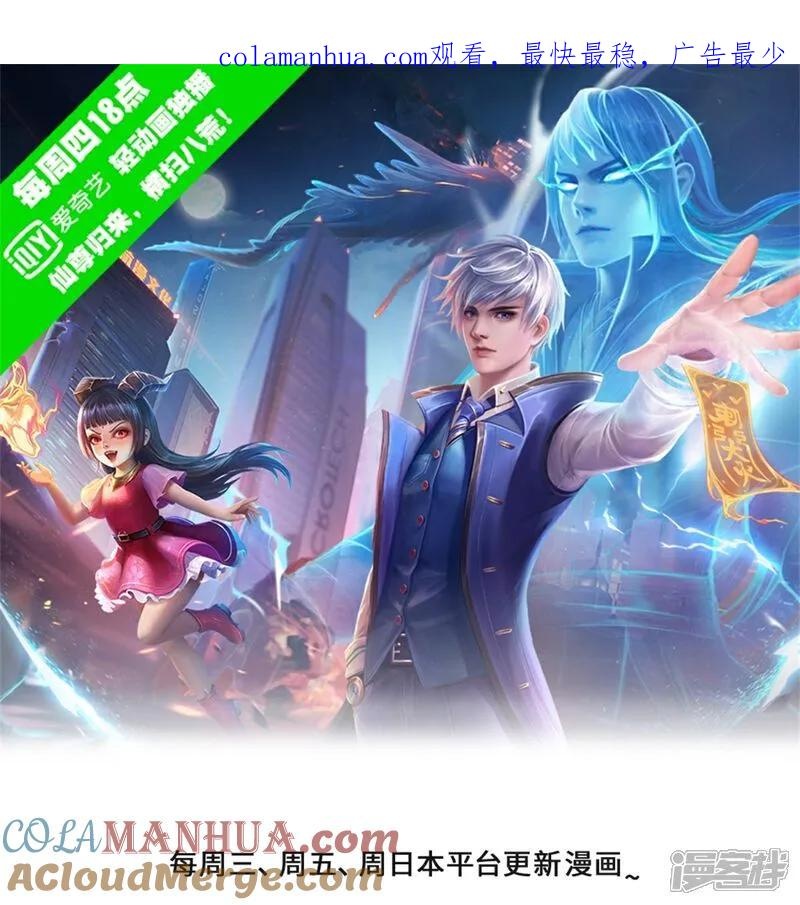 colamanhua.com观看，最快最稳，广告最少
每周四18点
QIYI 爱奇艺 轻动画独播
仙尊归来，横扫八荒！
CROTECH
COLAMANHUA.COM
每周三、周五、周日本平台更新漫画~
AcloudMerge.com
漫客栈